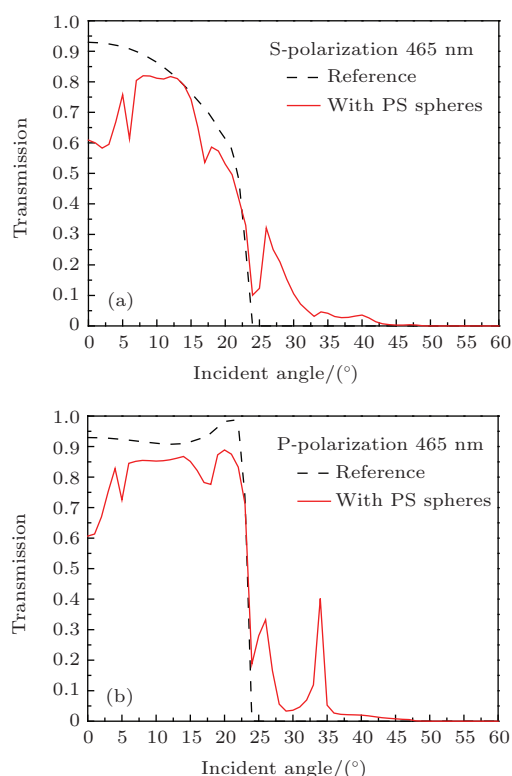 1.0
0.9
0.8
0.7
0.6
0.5
0.4
0.3
0.2
0.1
0
Transmission
S-polarization 465 nm
Reference
With PS spheres
(a)
0 5 10 15 20 25 30 35 40 45 50 55 60
Incident angle/(°)
1.0
0.9
0.8
0.7
0.6
0.5
0.4
0.3
0.2
0.1
0
Transmission
P-polarization 465 nm
Reference
With PS spheres
(b)
0 5 10 15 20 25 30 35 40 45 50 55 60
Incident angle/(°)